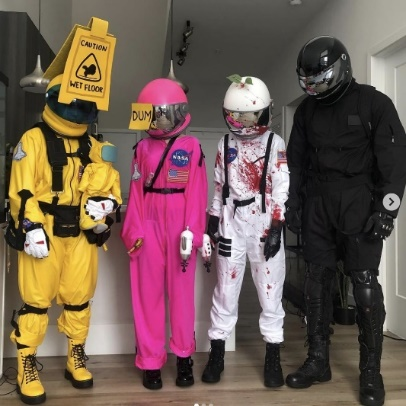 CAUTION
WET FLOOR
DUM
NASA